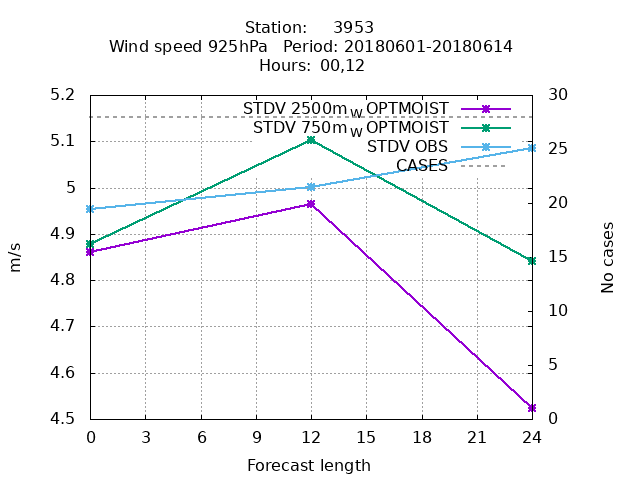 Station: 3953
Wind speed 925hPa Period: 20180601-20180614
Hours: 00,12
STDV 2500m_W OPTMOIST
STDV 750m_W OPTMOIST
STDV OBS
CASES
5.2
5.1
5
4.9
4.8
4.7
4.6
4.5
m/s
30
25
20
15
10
5
0
No cases
0 3 6 9 12 15 18 21 24
Forecast length